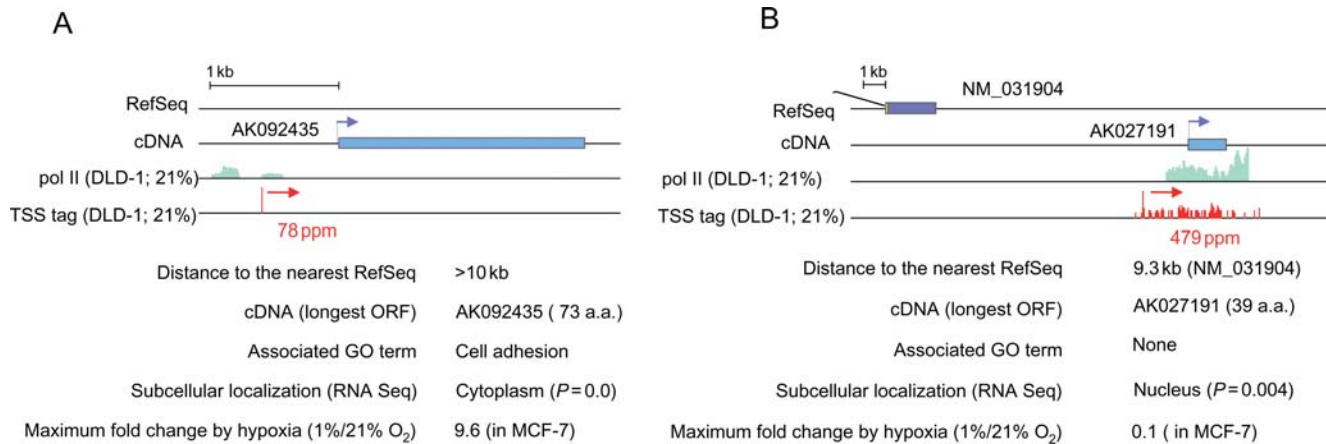 A
1 kb
RefSeq
AK092435
cDNA
pol II (DLD-1; 21%)
TSS tag (DLD-1; 21%)
78 ppm
Distance to the nearest RefSeq >10 kb
cDNA (longest ORF) AK092435 ( 73 a.a.)
Associated GO term Cell adhesion
Subcellular localization (RNA Seq) Cytoplasm (P=0.0)
Maximum fold change by hypoxia (1%/21% O₂) 9.6 (in MCF-7)
B
1 kb
NM_031904
RefSeq
AK027191
cDNA
pol II (DLD-1; 21%)
TSS tag (DLD-1; 21%)
479 ppm
Distance to the nearest RefSeq 9.3 kb (NM_031904)
cDNA (longest ORF) AK027191 (39 a.a.)
Associated GO term None
Subcellular localization (RNA Seq) Nucleus (P=0.004)
Maximum fold change by hypoxia (1%/21% O₂) 0.1 ( in MCF-7)